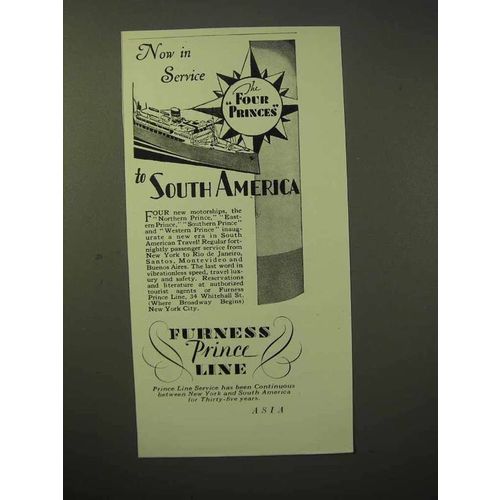 Now in
Service
The
"FOUR
PRINCES"
to SOUTH AMERICA
FOUR new motorships, the
"Northern Prince," "East-
ern Prince," "Southern Prince"
and "Western Prince" inaug-
urate a new era in South
American Travel! Regular fort-
nightly passenger service from
New York to Rio de Janeiro,
Santos, Montevideo and
Buenos Aires. The last word in
vibrationless speed, travel lux-
ury and safety. Reservations
and literature at authorized
tourist agents or Furness
Prince Line, 34 Whitehall St.
(Where Broadway Begins)
New York City.
FURNESS
Prince
LINE
Prince Line Service has been Continuous
between New York and South America
for Thirty-five years.
ASIA